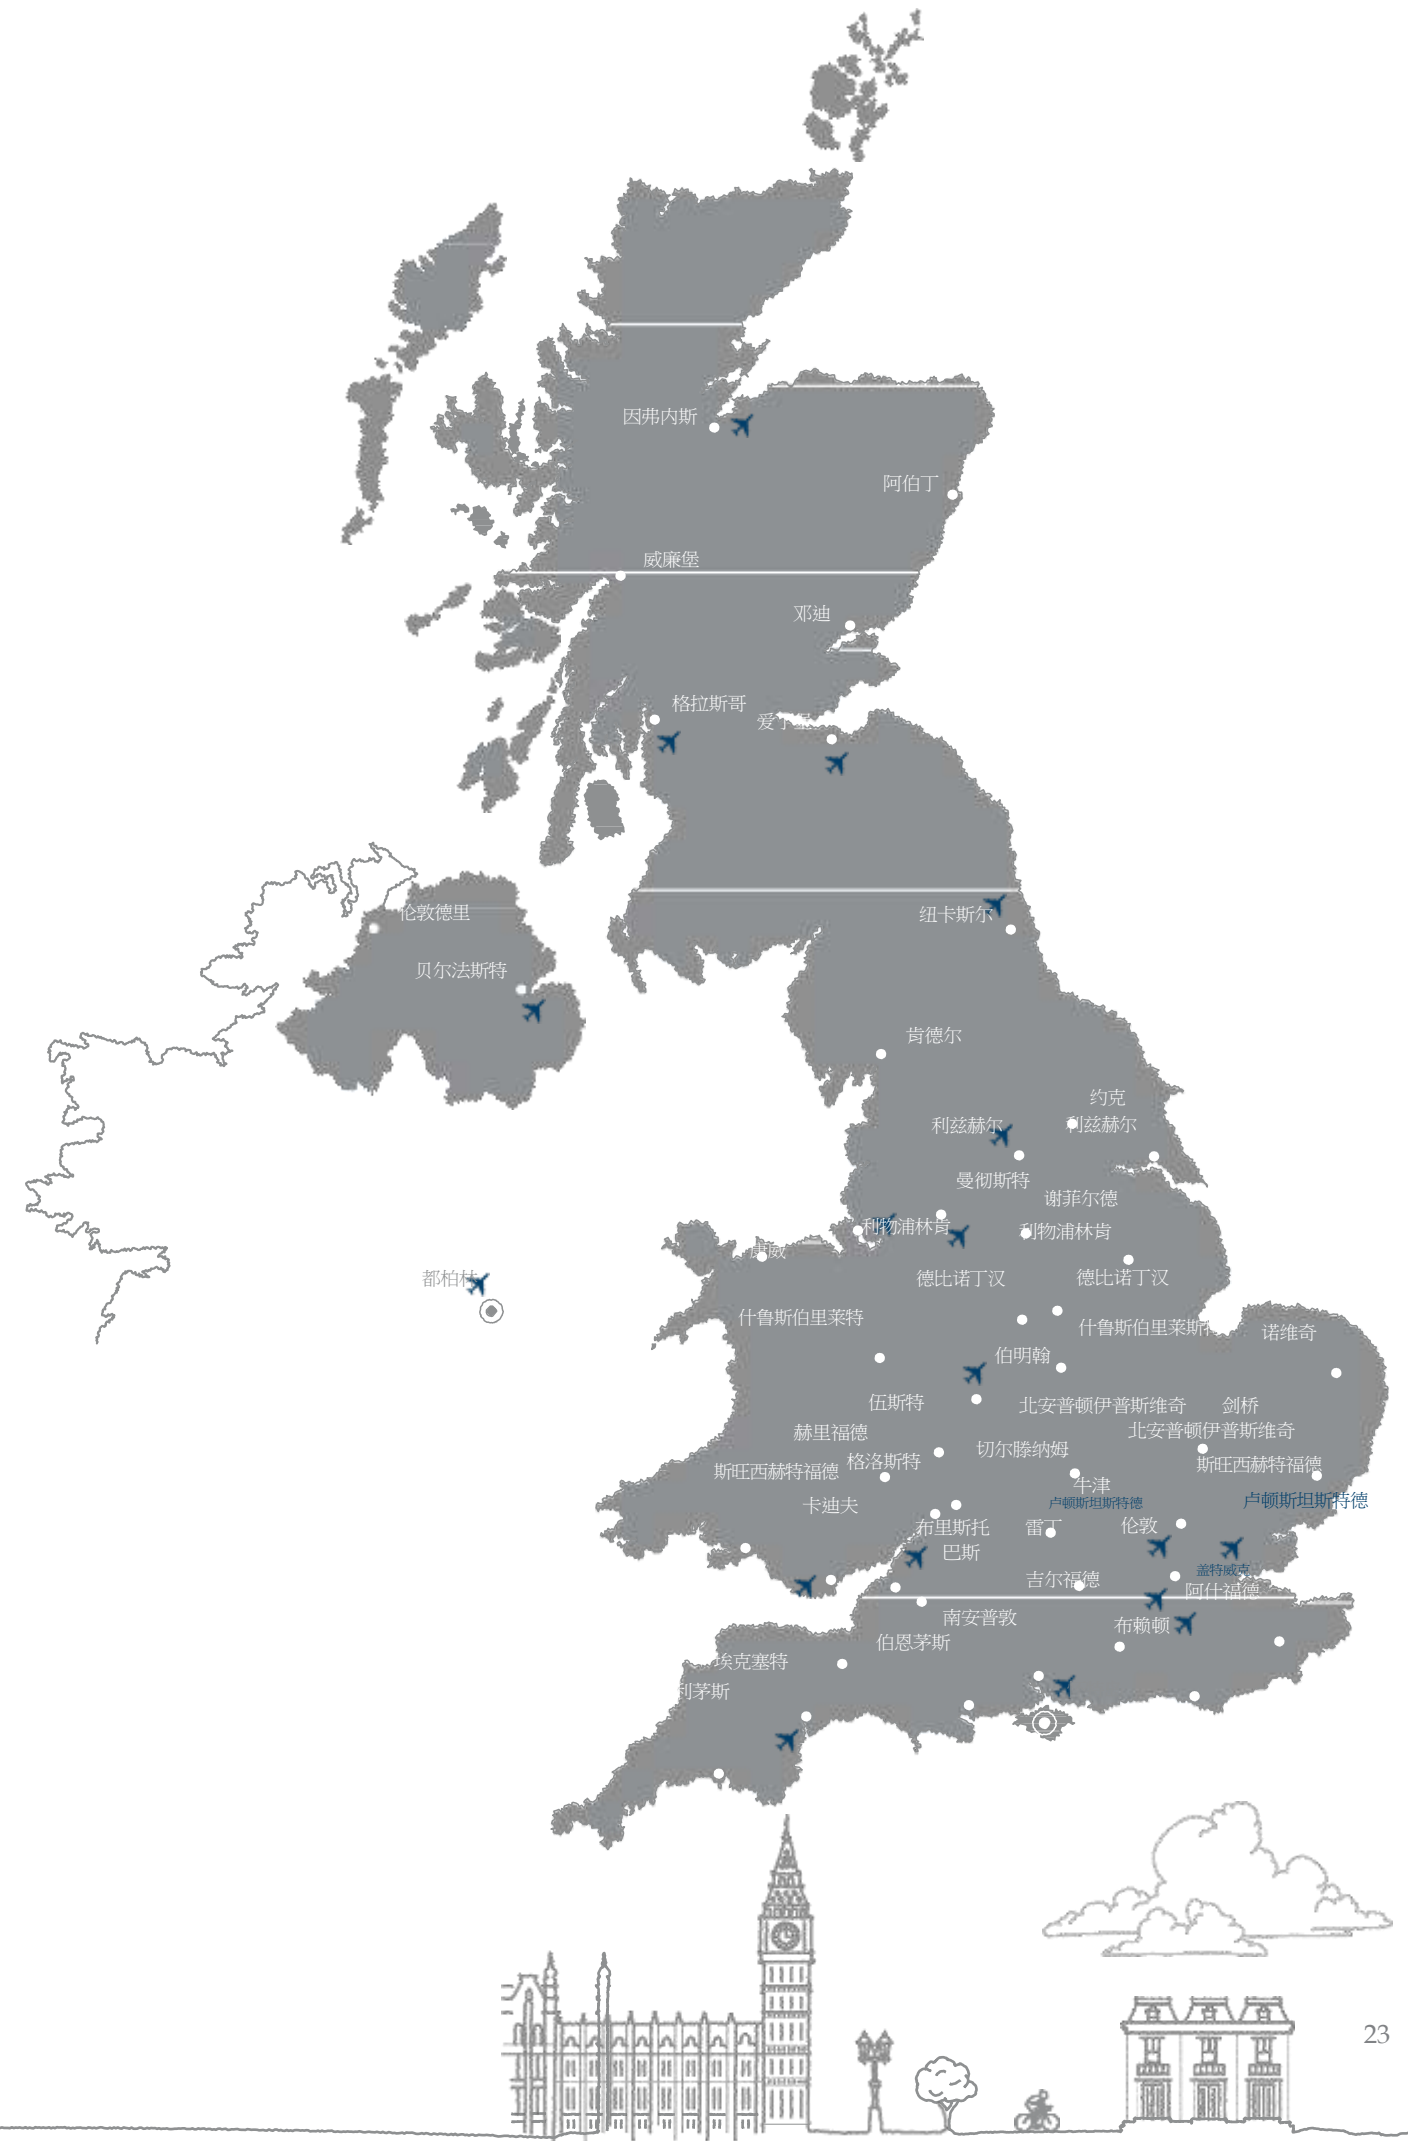 因弗内斯
阿伯丁
威廉堡
邓迪
格拉斯哥
爱丁堡
伦敦德里
纽卡斯尔
贝尔法斯特
肯德尔
约克
利兹赫尔
利兹赫尔
曼彻斯特
谢菲尔德
利物浦林肯
利物浦林肯
康威
都柏林
德比诺丁汉
德比诺丁汉
什鲁斯伯里莱特
什鲁斯伯里莱斯特
诺维奇
伯明翰
伍斯特
北安普顿伊普斯维奇
剑桥
赫里福德
北安普顿伊普斯维奇
切尔滕纳姆
格洛斯特
斯旺西赫特福德
斯旺西赫特福德
牛津
卡迪夫
卢顿斯坦斯特德
卢顿斯坦斯特德
布里斯托
雷丁
伦敦
巴斯
盖特威克
吉尔福德
阿什福德
南安普敦
布赖顿
伯恩茅斯
埃克塞特
利茅斯
23